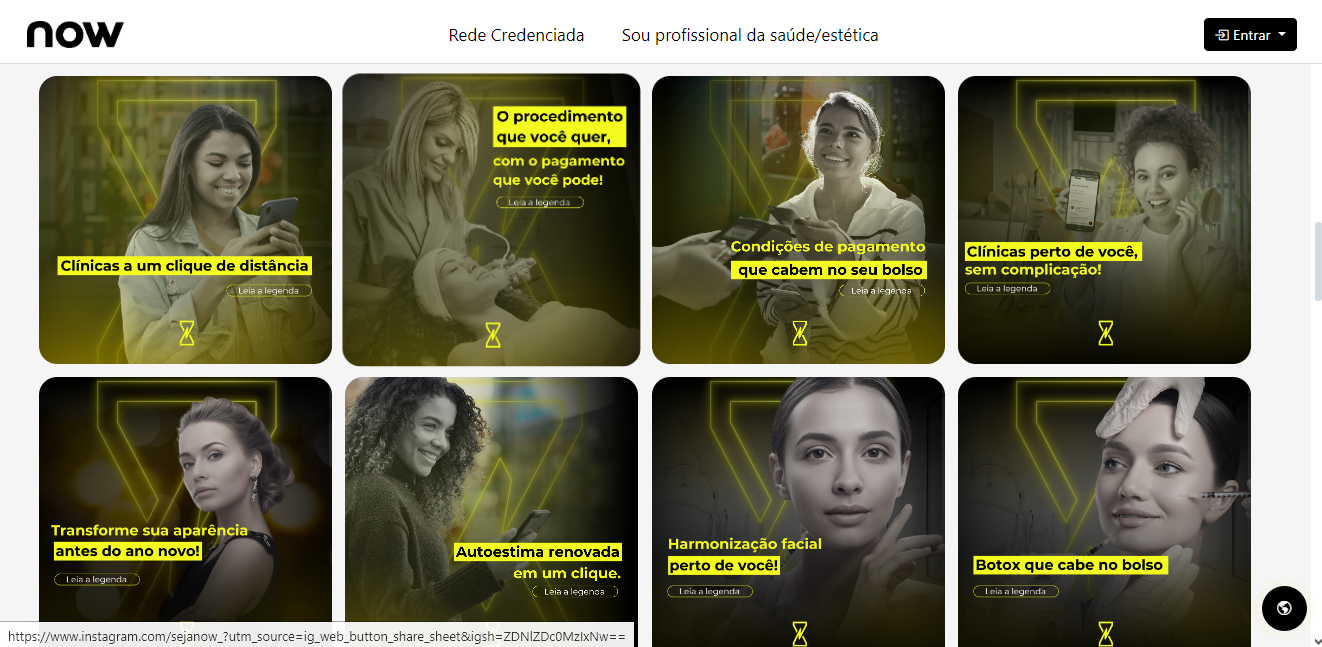 now
Rede Credenciada
Sou profissional da saúde/estética
Entrar
Clínicas a um clique de distância
Leia a legenda
O procedimento
que você quer,
com o pagamento
que você pode!
Leia a legenda
Condições de pagamento
que cabem no seu bolso
Leia a legenda
Clínicas perto de você,
sem complicação!
Leia a legenda
Transforme sua aparência
antes do ano novo!
Leia a legenda
Autoestima renovada
em um clique.
Leia a legenda
Harmonização facial
perto de você!
Leia a legenda
Botox que cabe no bolso
Leia a legenda
https://www.instagram.com/sejanow_?utm_source=ig_web_button_share_sheet&igsh=ZDNlZDc0MzIxNw==